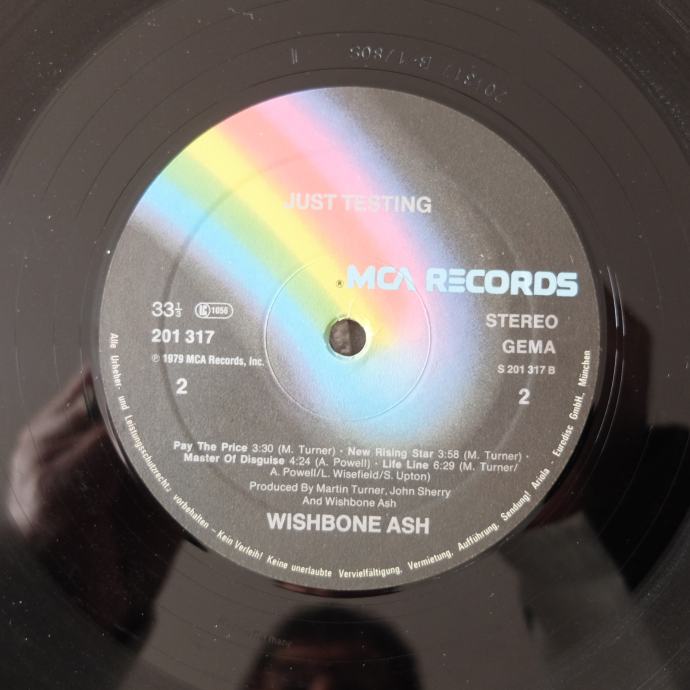 201317 B-1/80S
JUST TESTING
® MCA RECORDS
33⅓ LC 1056
201 317
℗ 1979 MCA Records, Inc.
2
STEREO
GEMA
S 201 317 B
2
Pay The Price 3:30 (M. Turner) · New Rising Star 3:58 (M. Turner) ·
Master Of Disguise 4:24 (A. Powell) · Life Line 6:29 (M. Turner/
A. Powell/L. Wisefield/S. Upton)
Produced By Martin Turner, John Sherry
And Wishbone Ash
WISHBONE ASH
Alle Urheber- und Leistungsschutzrechte vorbehalten – Kein Verleih! Keine unerlaubte Vervielfältigung, Vermietung, Aufführung, Sendung! Ariola - Eurodisc GmbH., München